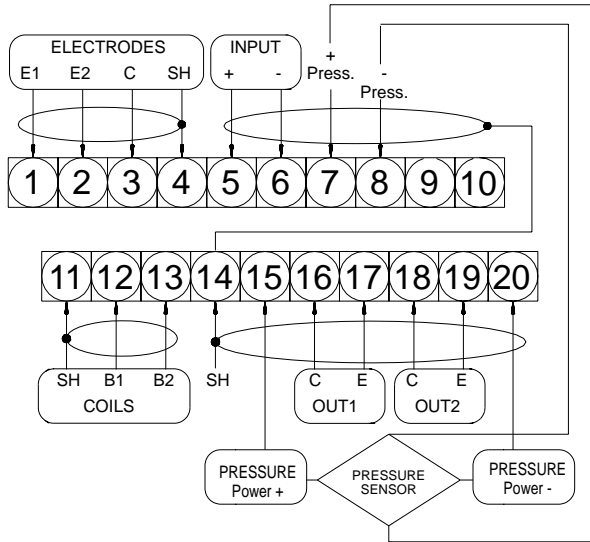 ELECTRODES
E1 E2 C SH
INPUT
+ -
+
Press.
-
Press.
1 2 3 4 5 6 7 8 9 10
11 12 13 14 15 16 17 18 19 20
SH B1 B2
COILS
SH
C E
OUT1
C E
OUT2
PRESSURE
Power +
PRESSURE
SENSOR
PRESSURE
Power -